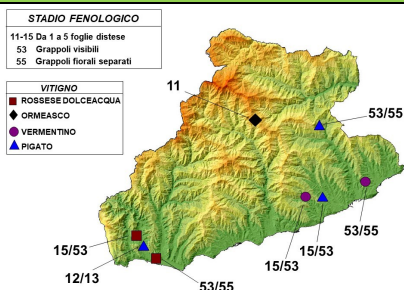 STADIO FENOLOGICO
11-15 Da 1 a 5 foglie distese
53 Grappoli visibili
55 Grappoli fiorali separati
VITIGNO
ROSSESE DOLCEACQUA
ORMEASCO
VERMENTINO
PIGATO
11
53/55
53/55
15/53
15/53
15/53
12/13
53/55